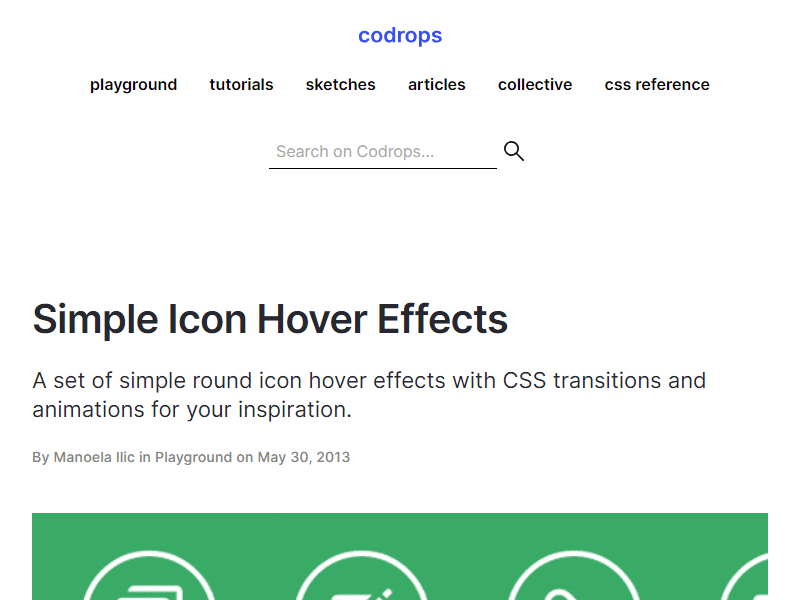 codrops
playground tutorials sketches articles collective css reference
Search on Codrops...
Simple Icon Hover Effects
A set of simple round icon hover effects with CSS transitions and
animations for your inspiration.
By Manoela Ilic in Playground on May 30, 2013